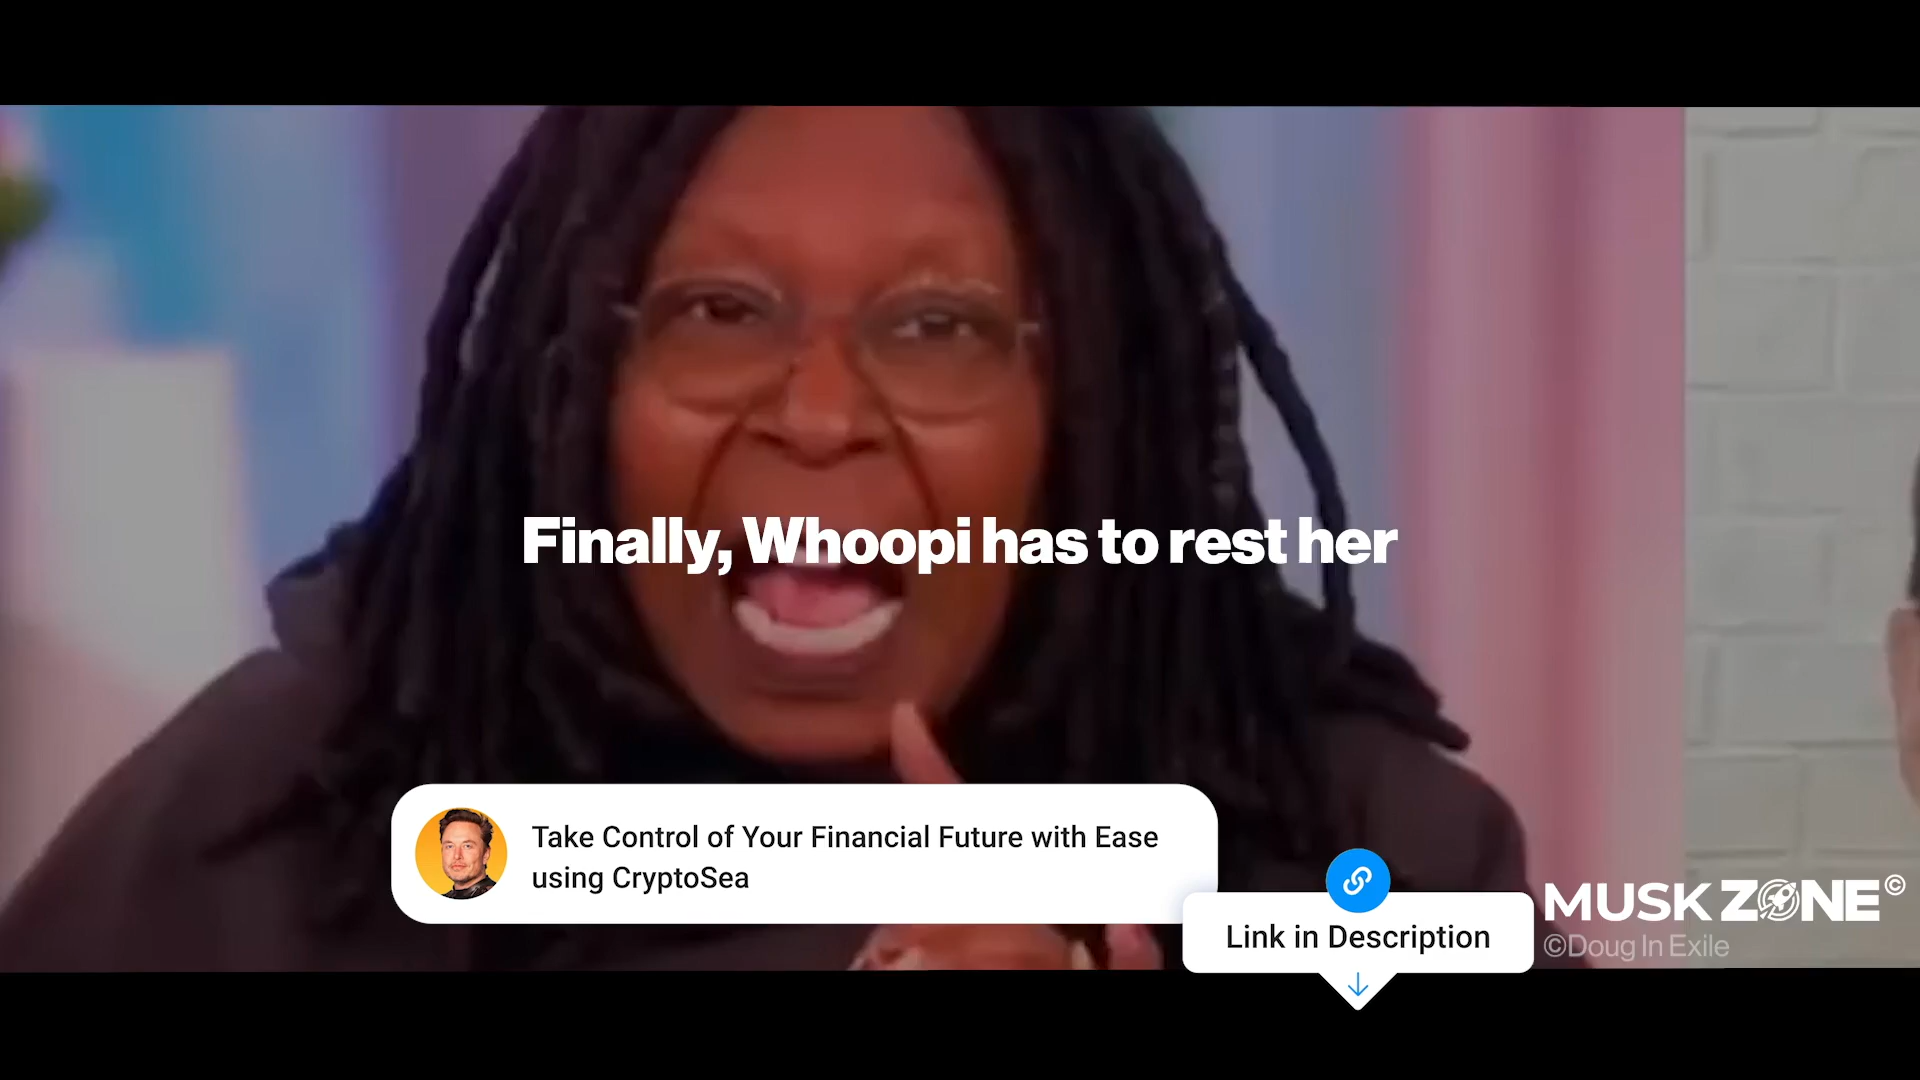 Finally, Whoopi has to rest her
Take Control of Your Financial Future with Ease
using CryptoSea
Link in Description
MUSK ZONE©
©Doug In Exile